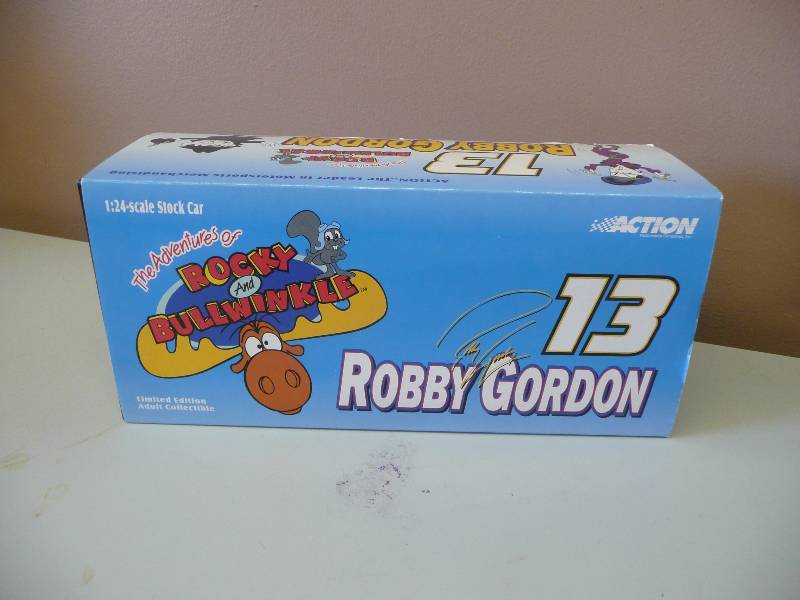 ROBBY GORDON
13
ACTION, The Leader in Motorsports Merchandising
1:24-scale Stock Car
ACTION
The Adventures Of
ROCKY
And
BULLWINKLE
TM
13
ROBBY GORDON
Limited Edition
Adult Collectible